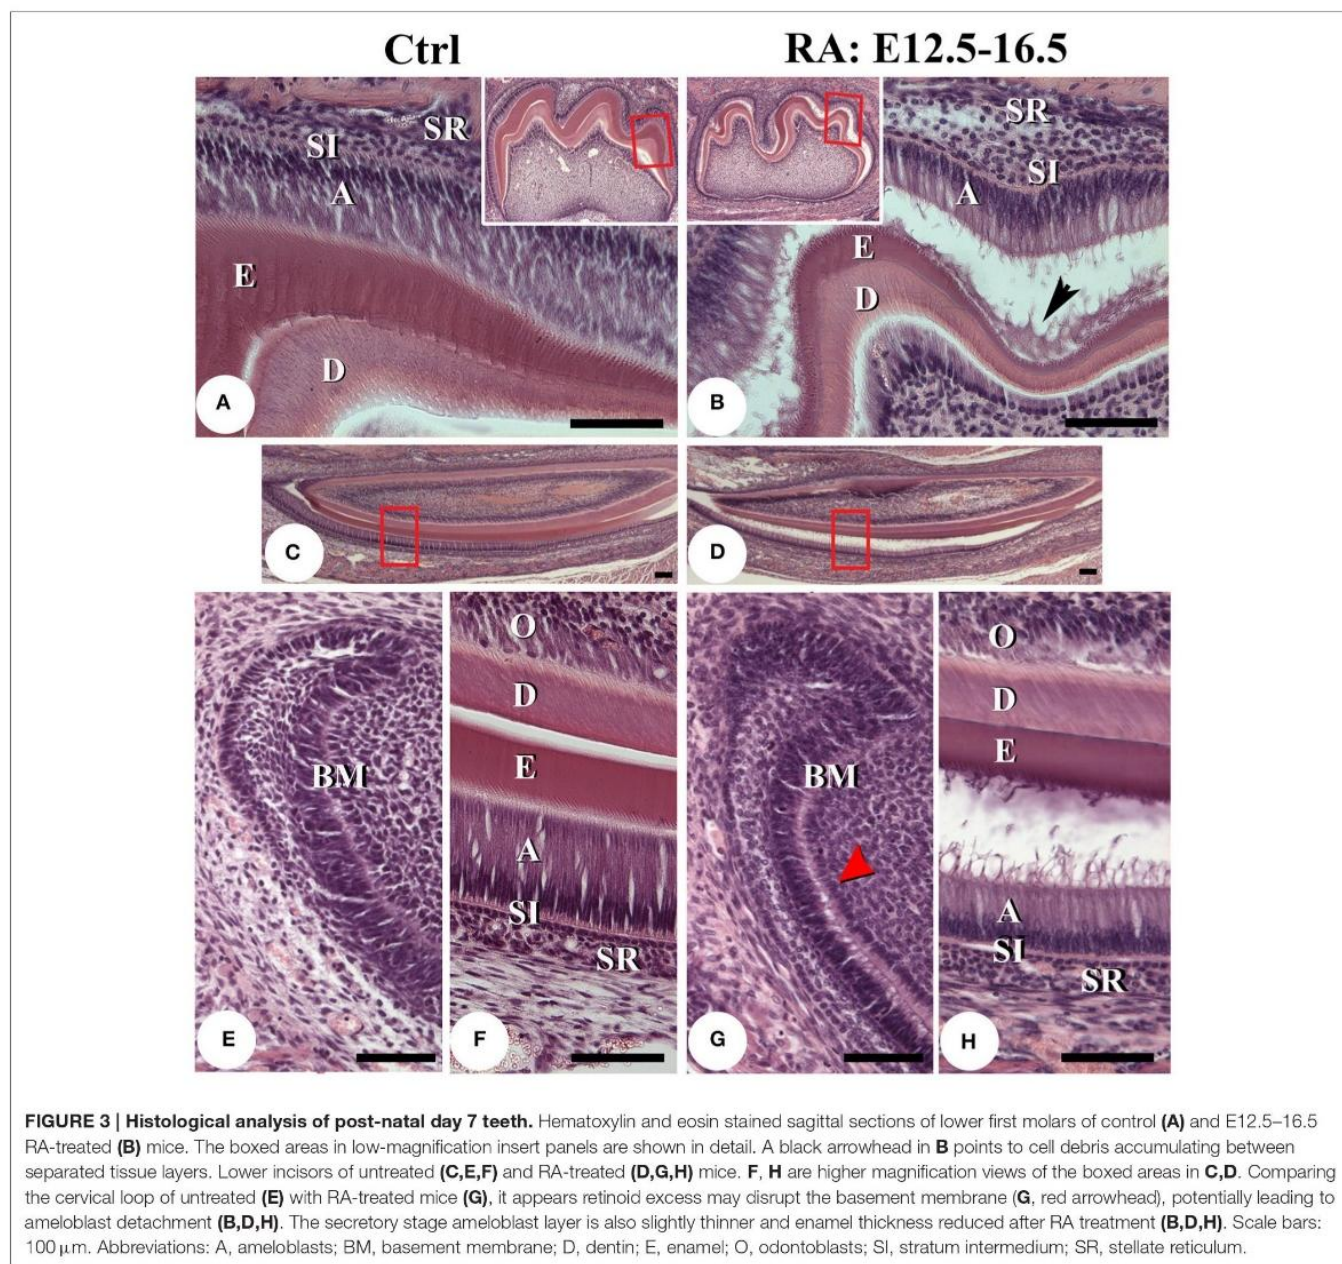 Ctrl
RA: E12.5-16.5
SR
SI
A
E
D
A
SR
SI
A
E
D
B
C
D
E
BM
O
D
E
A
SI
SR
F
G
BM
O
D
E
A
SI
SR
H
FIGURE 3 | Histological analysis of post-natal day 7 teeth. Hematoxylin and eosin stained sagittal sections of lower first molars of control (A) and E12.5–16.5
RA-treated (B) mice. The boxed areas in low-magnification insert panels are shown in detail. A black arrowhead in B points to cell debris accumulating between
separated tissue layers. Lower incisors of untreated (C,E,F) and RA-treated (D,G,H) mice. F, H are higher magnification views of the boxed areas in C,D. Comparing
the cervical loop of untreated (E) with RA-treated mice (G), it appears retinoid excess may disrupt the basement membrane (G, red arrowhead), potentially leading to
ameloblast detachment (B,D,H). The secretory stage ameloblast layer is also slightly thinner and enamel thickness reduced after RA treatment (B,D,H). Scale bars:
100 μm. Abbreviations: A, ameloblasts; BM, basement membrane; D, dentin; E, enamel; O, odontoblasts; SI, stratum intermedium; SR, stellate reticulum.